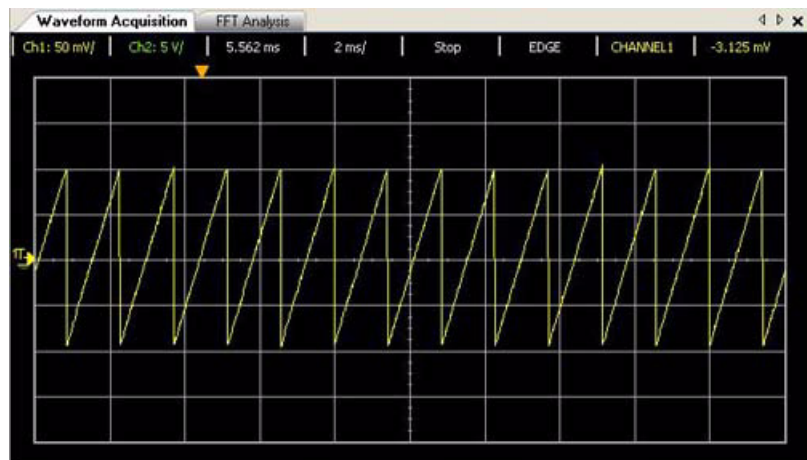 Waveform Acquisition FFT Analysis
Ch1: 50 mV/ Ch2: 5 V/ 5.562 ms 2 ms/ Stop EDGE CHANNEL1 -3.125 mV